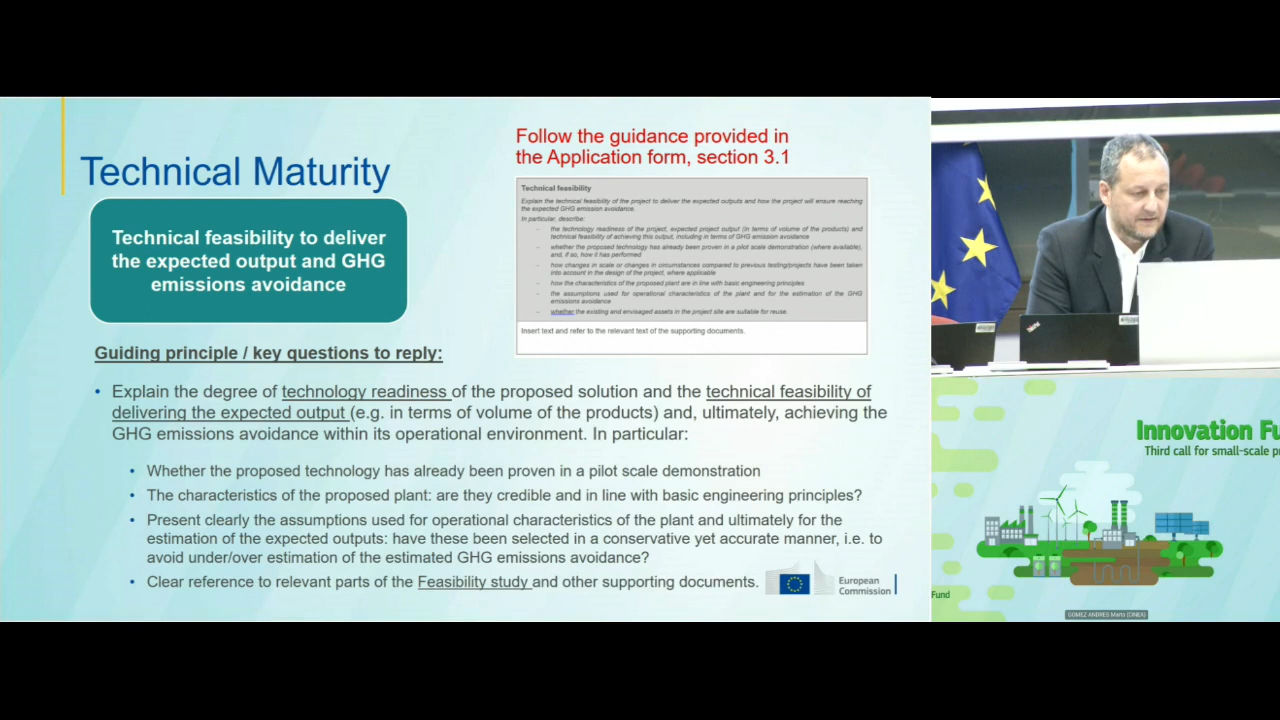 Technical Maturity
Technical feasibility to deliver
the expected output and GHG
emissions avoidance
Follow the guidance provided in
the Application form, section 3.1
Technical feasibility
Explain the technical feasibility of the project to deliver the expected outputs and how the project will ensure reaching
the expected GHG emission avoidance.
In particular, describe:
- the technology readiness of the project, expected project output (in terms of volume of the products) and
technical feasibility of achieving this output, including in terms of GHG emission avoidance
- whether the proposed technology has already been proven in a pilot scale demonstration (where available),
and, if so, how it has performed
- how changes in scale or changes in circumstances compared to previous testing/projects have been taken
into account in the design of the project, where applicable
- how the characteristics of the proposed plant are in line with basic engineering principles
- the assumptions used for operational characteristics of the plant and for the estimation of the GHG
emissions avoidance
- whether the existing and envisaged assets in the project site are suitable for reuse.
Insert text and refer to the relevant text of the supporting documents.
Guiding principle / key questions to reply:
• Explain the degree of technology readiness of the proposed solution and the technical feasibility of
delivering the expected output (e.g. in terms of volume of the products) and, ultimately, achieving the
GHG emissions avoidance within its operational environment. In particular:
• Whether the proposed technology has already been proven in a pilot scale demonstration
• The characteristics of the proposed plant: are they credible and in line with basic engineering principles?
• Present clearly the assumptions used for operational characteristics of the plant and ultimately for the
estimation of the expected outputs: have these been selected in a conservative yet accurate manner, i.e. to
avoid under/over estimation of the estimated GHG emissions avoidance?
• Clear reference to relevant parts of the Feasibility study and other supporting documents.
European
Commission
Innovation Fu
Third call for small-scale pr
Fund
GOMEZ ANDRES Marta (CINEA)